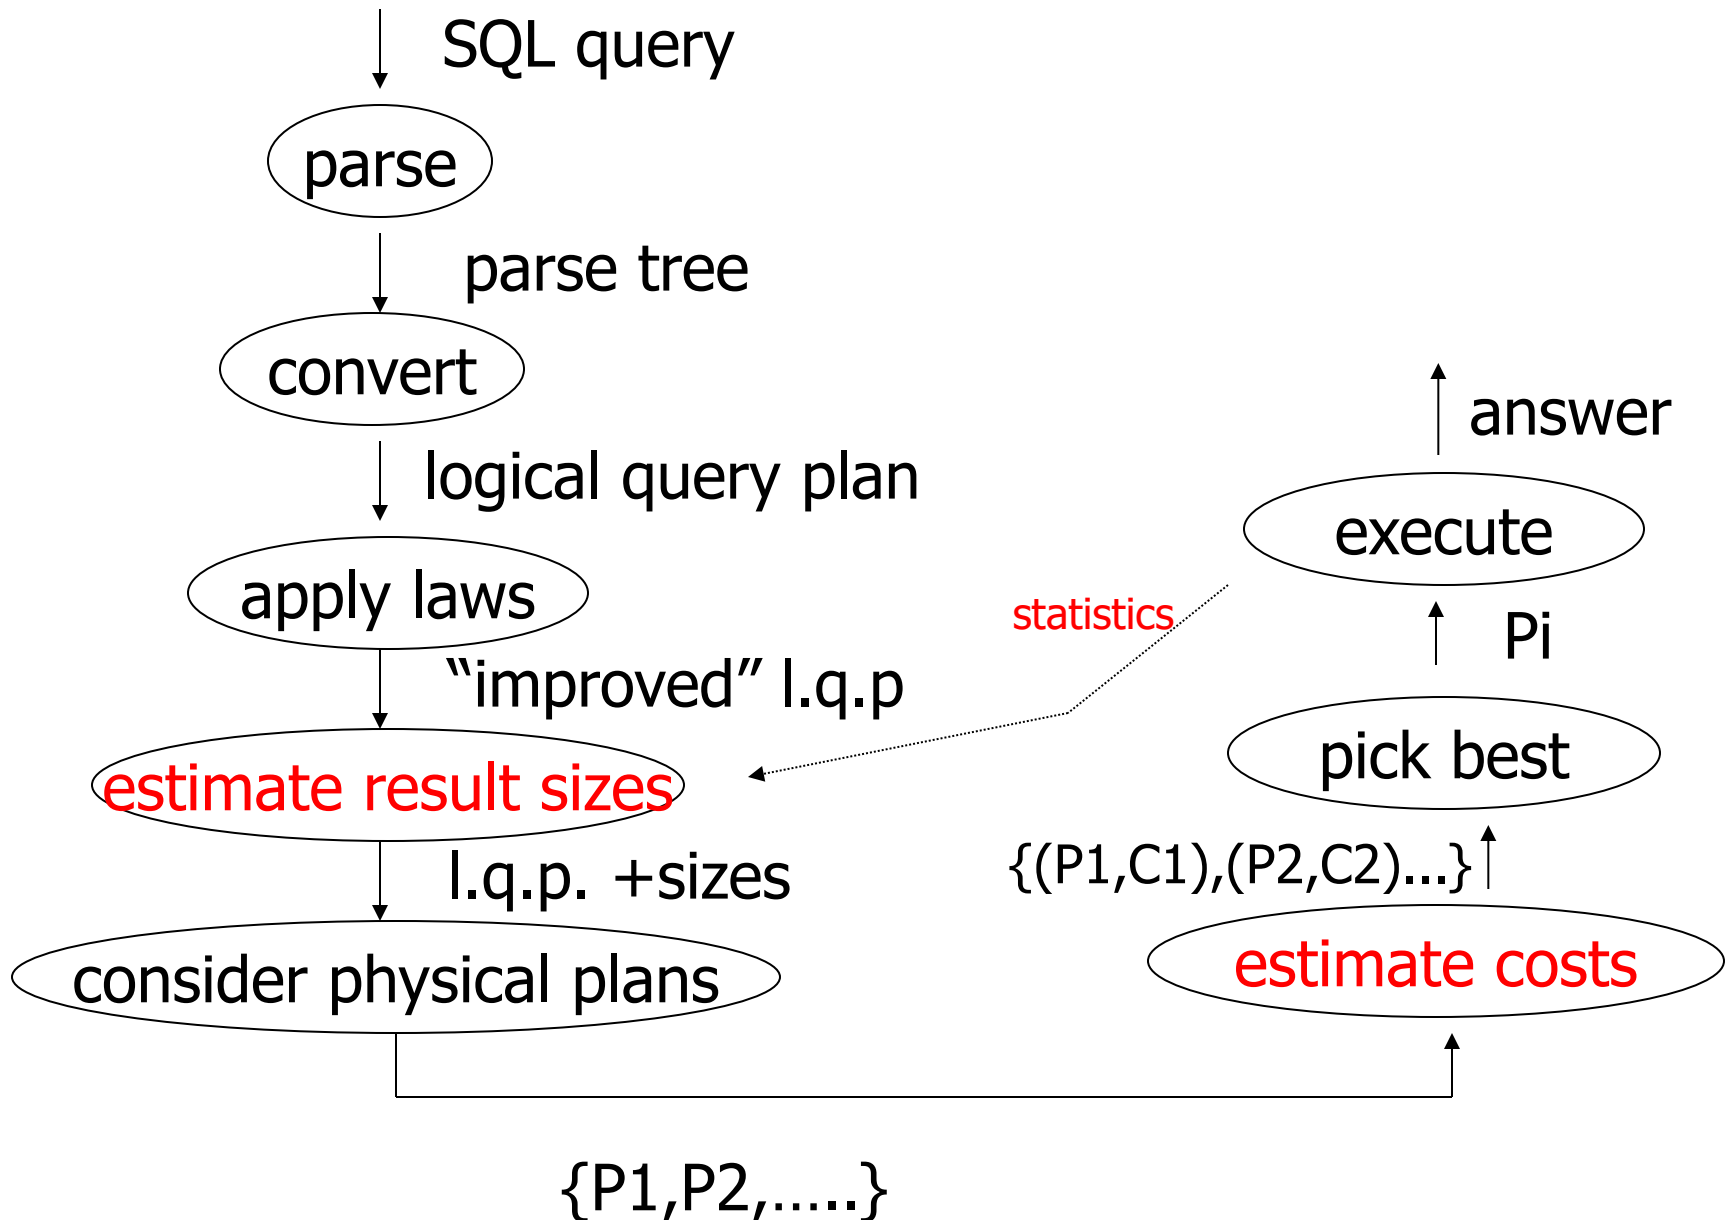 SQL query
parse
parse tree
convert
logical query plan
apply laws
“improved” l.q.p
estimate result sizes
l.q.p. +sizes
consider physical plans
{P1,P2,…..}
estimate costs
{(P1,C1),(P2,C2)...}
pick best
Pi
execute
answer
statistics